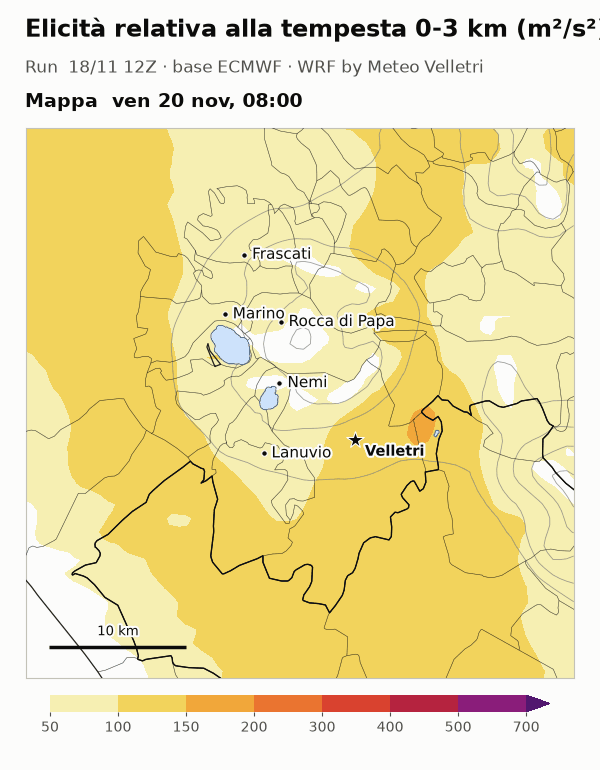 Elicità relativa alla tempesta 0-3 km (m²/s²)
Run  18/11 12Z · base ECMWF · WRF by Meteo Velletri
Mappa  ven 20 nov, 08:00
Frascati
Marino
Rocca di Papa
Nemi
Velletri
Lanuvio
10 km
50 100 150 200 300 400 500 700